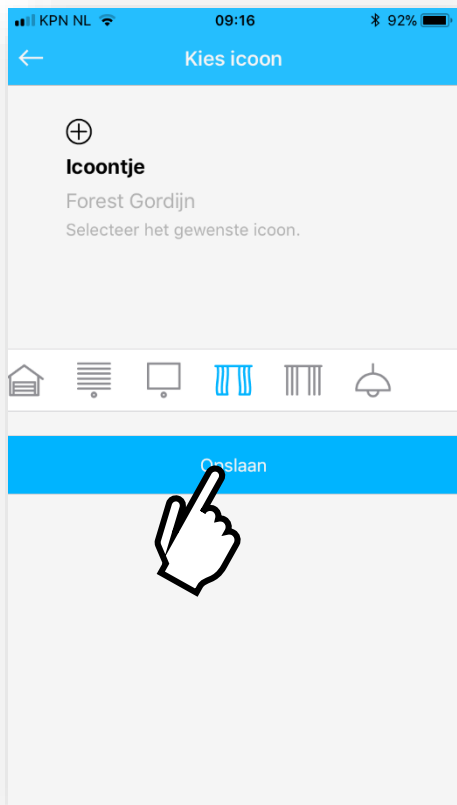 KPN NL 09:16 92%
Kies icoon
Icoontje
Forest Gordijn
Selecteer het gewenste icoon.
Opslaan